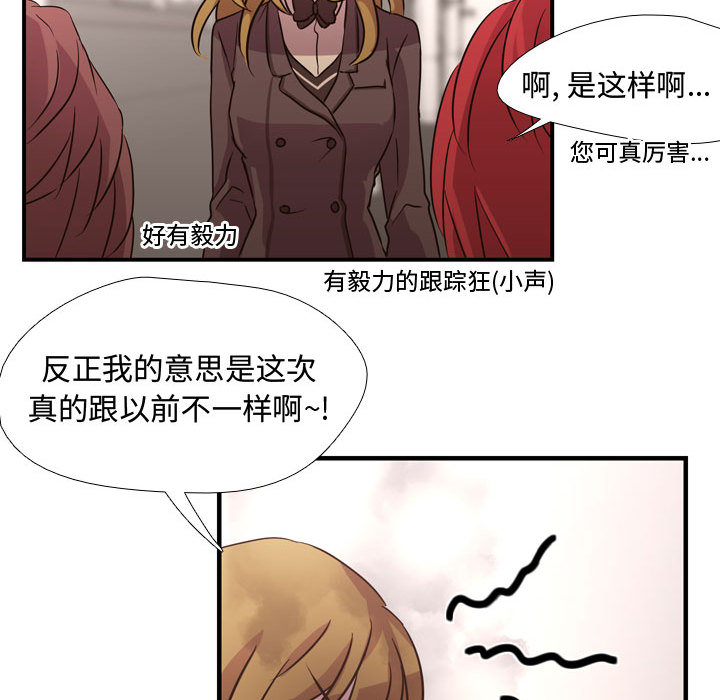 啊, 是这样啊...
您可真厉害...
好有毅力
有毅力的跟踪狂(小声)
反正我的意思是这次
真的跟以前不一样啊~!